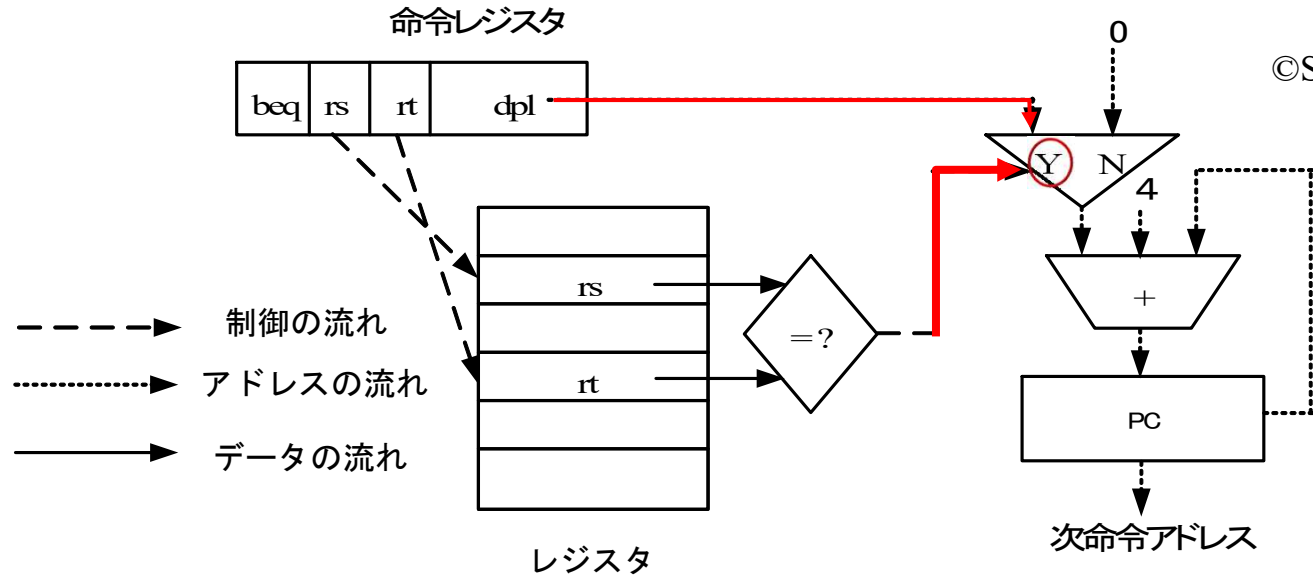 命令レジスタ
0
©S
beq rs rt dpl
Y N
4
rs
=?
+
制御の流れ
rt
アドレスの流れ
PC
データの流れ
次命令アドレス
レジスタ